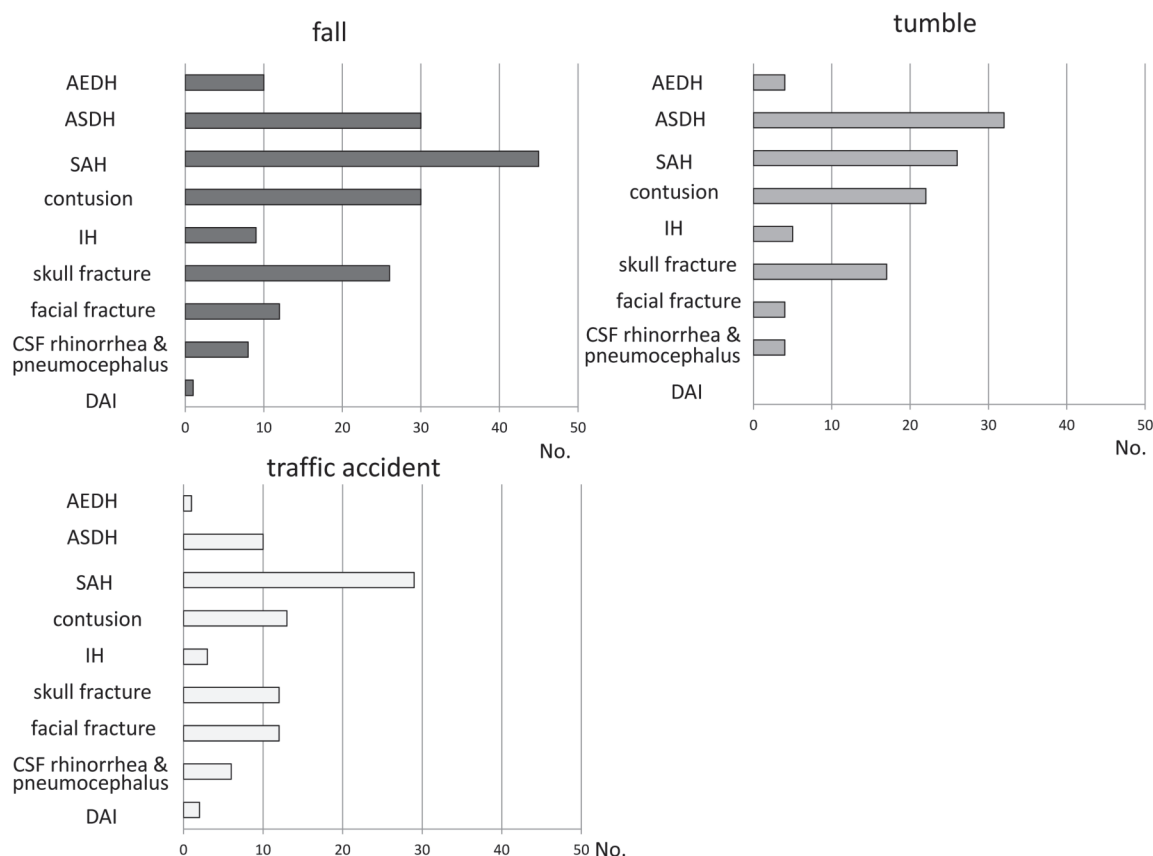 fall
AEDH
ASDH
SAH
contusion
IH
skull fracture
facial fracture
CSF rhinorrhea &
pneumocephalus
DAI
0 10 20 30 40 50
No.
tumble
AEDH
ASDH
SAH
contusion
IH
skull fracture
facial fracture
CSF rhinorrhea &
pneumocephalus
DAI
0 10 20 30 40 50
No.
traffic accident
AEDH
ASDH
SAH
contusion
IH
skull fracture
facial fracture
CSF rhinorrhea &
pneumocephalus
DAI
0 10 20 30 40 50 No.